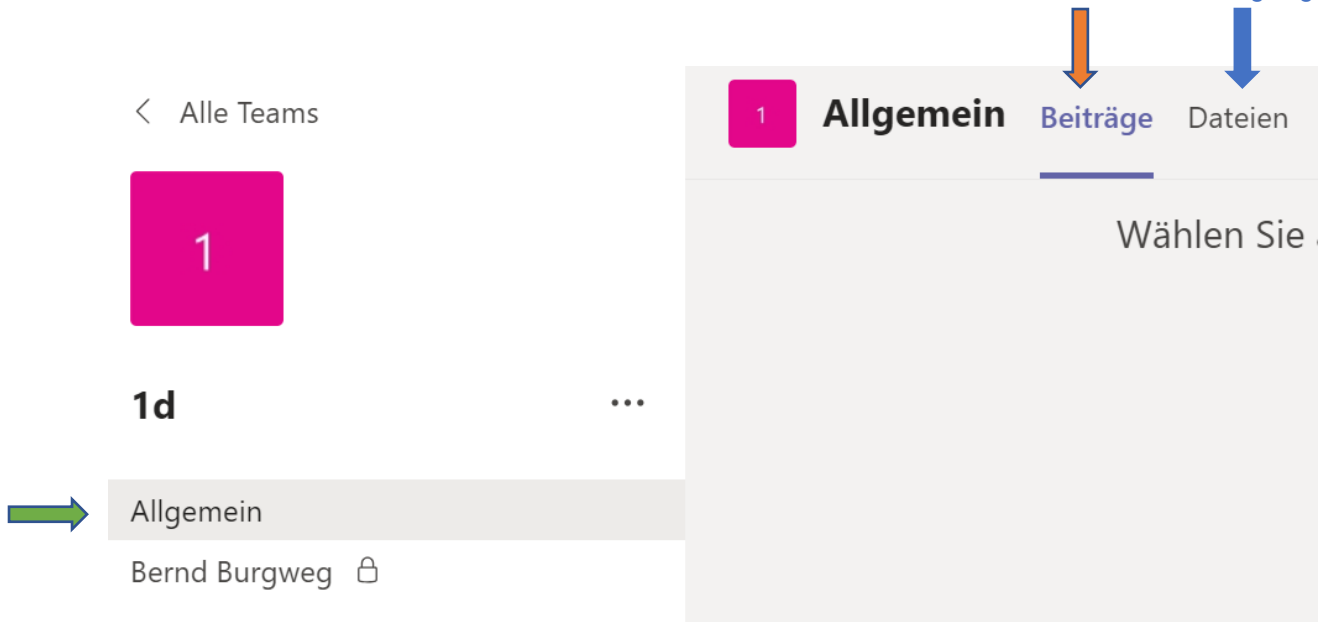 Alle Teams
1
1d
Allgemein
Bernd Burgweg
1
Allgemein Beiträge Dateien
Wählen Sie